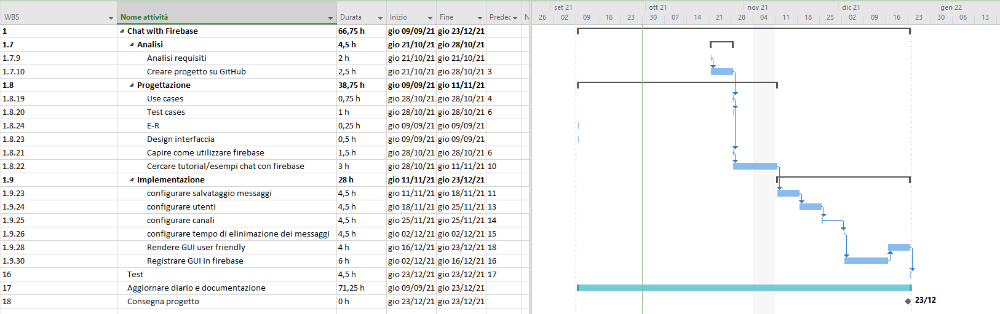 set 21 ott 21 nov 21 dic 21 gen 22
WBS Nome attività Durata Inizio Fine Predec N 26 02 09 16 23 30 07 14 21 28 04 11 18 25 02 09 16 23 30 06 13
1 Chat with Firebase 66,75 h gio 09/09/21 gio 23/12/21
1.7 Analisi 4,5 h gio 21/10/21 gio 28/10/21
1.7.9 Analisi requisiti 2 h gio 21/10/21 gio 21/10/21
1.7.10 Creare progetto su GitHub 2,5 h gio 21/10/21 gio 28/10/21 3
1.8 Progettazione 38,75 h gio 09/09/21 gio 11/11/21
1.8.19 Use cases 0,75 h gio 28/10/21 gio 28/10/21 4
1.8.20 Test cases 1 h gio 28/10/21 gio 28/10/21 6
1.8.24 E-R 0,25 h gio 09/09/21 gio 09/09/21
1.8.23 Design interfaccia 0,5 h gio 09/09/21 gio 09/09/21
1.8.21 Capire come utilizzare firebase 1,5 h gio 28/10/21 gio 28/10/21 6
1.8.22 Cercare tutorial/esempi chat con firebase 3 h gio 28/10/21 gio 11/11/21 10
1.9 Implementazione 28 h gio 11/11/21 gio 23/12/21
1.9.23 configurare salvataggio messaggi 4,5 h gio 11/11/21 gio 18/11/21 11
1.9.24 configurare utenti 4,5 h gio 18/11/21 gio 25/11/21 13
1.9.25 configurare canali 4,5 h gio 25/11/21 gio 25/11/21 14
1.9.26 configurare tempo di elinimazione dei messaggi 4,5 h gio 02/12/21 gio 02/12/21 15
1.9.28 Rendere GUI user friendly 4 h gio 16/12/21 gio 23/12/21 18
1.9.30 Registrare GUI in firebase 6 h gio 02/12/21 gio 16/12/21 16
16 Test 4,5 h gio 23/12/21 gio 23/12/21 17
17 Aggiornare diario e documentazione 71,25 h gio 09/09/21 gio 23/12/21
18 Consegna progetto 0 h gio 23/12/21 gio 23/12/21 23/12